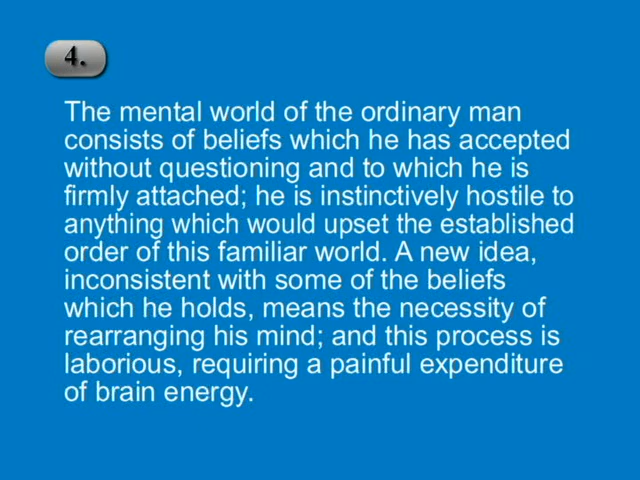 4.
The mental world of the ordinary man
consists of beliefs which he has accepted
without questioning and to which he is
firmly attached; he is instinctively hostile to
anything which would upset the established
order of this familiar world. A new idea,
inconsistent with some of the beliefs
which he holds, means the necessity of
rearranging his mind; and this process is
laborious, requiring a painful expenditure
of brain energy.